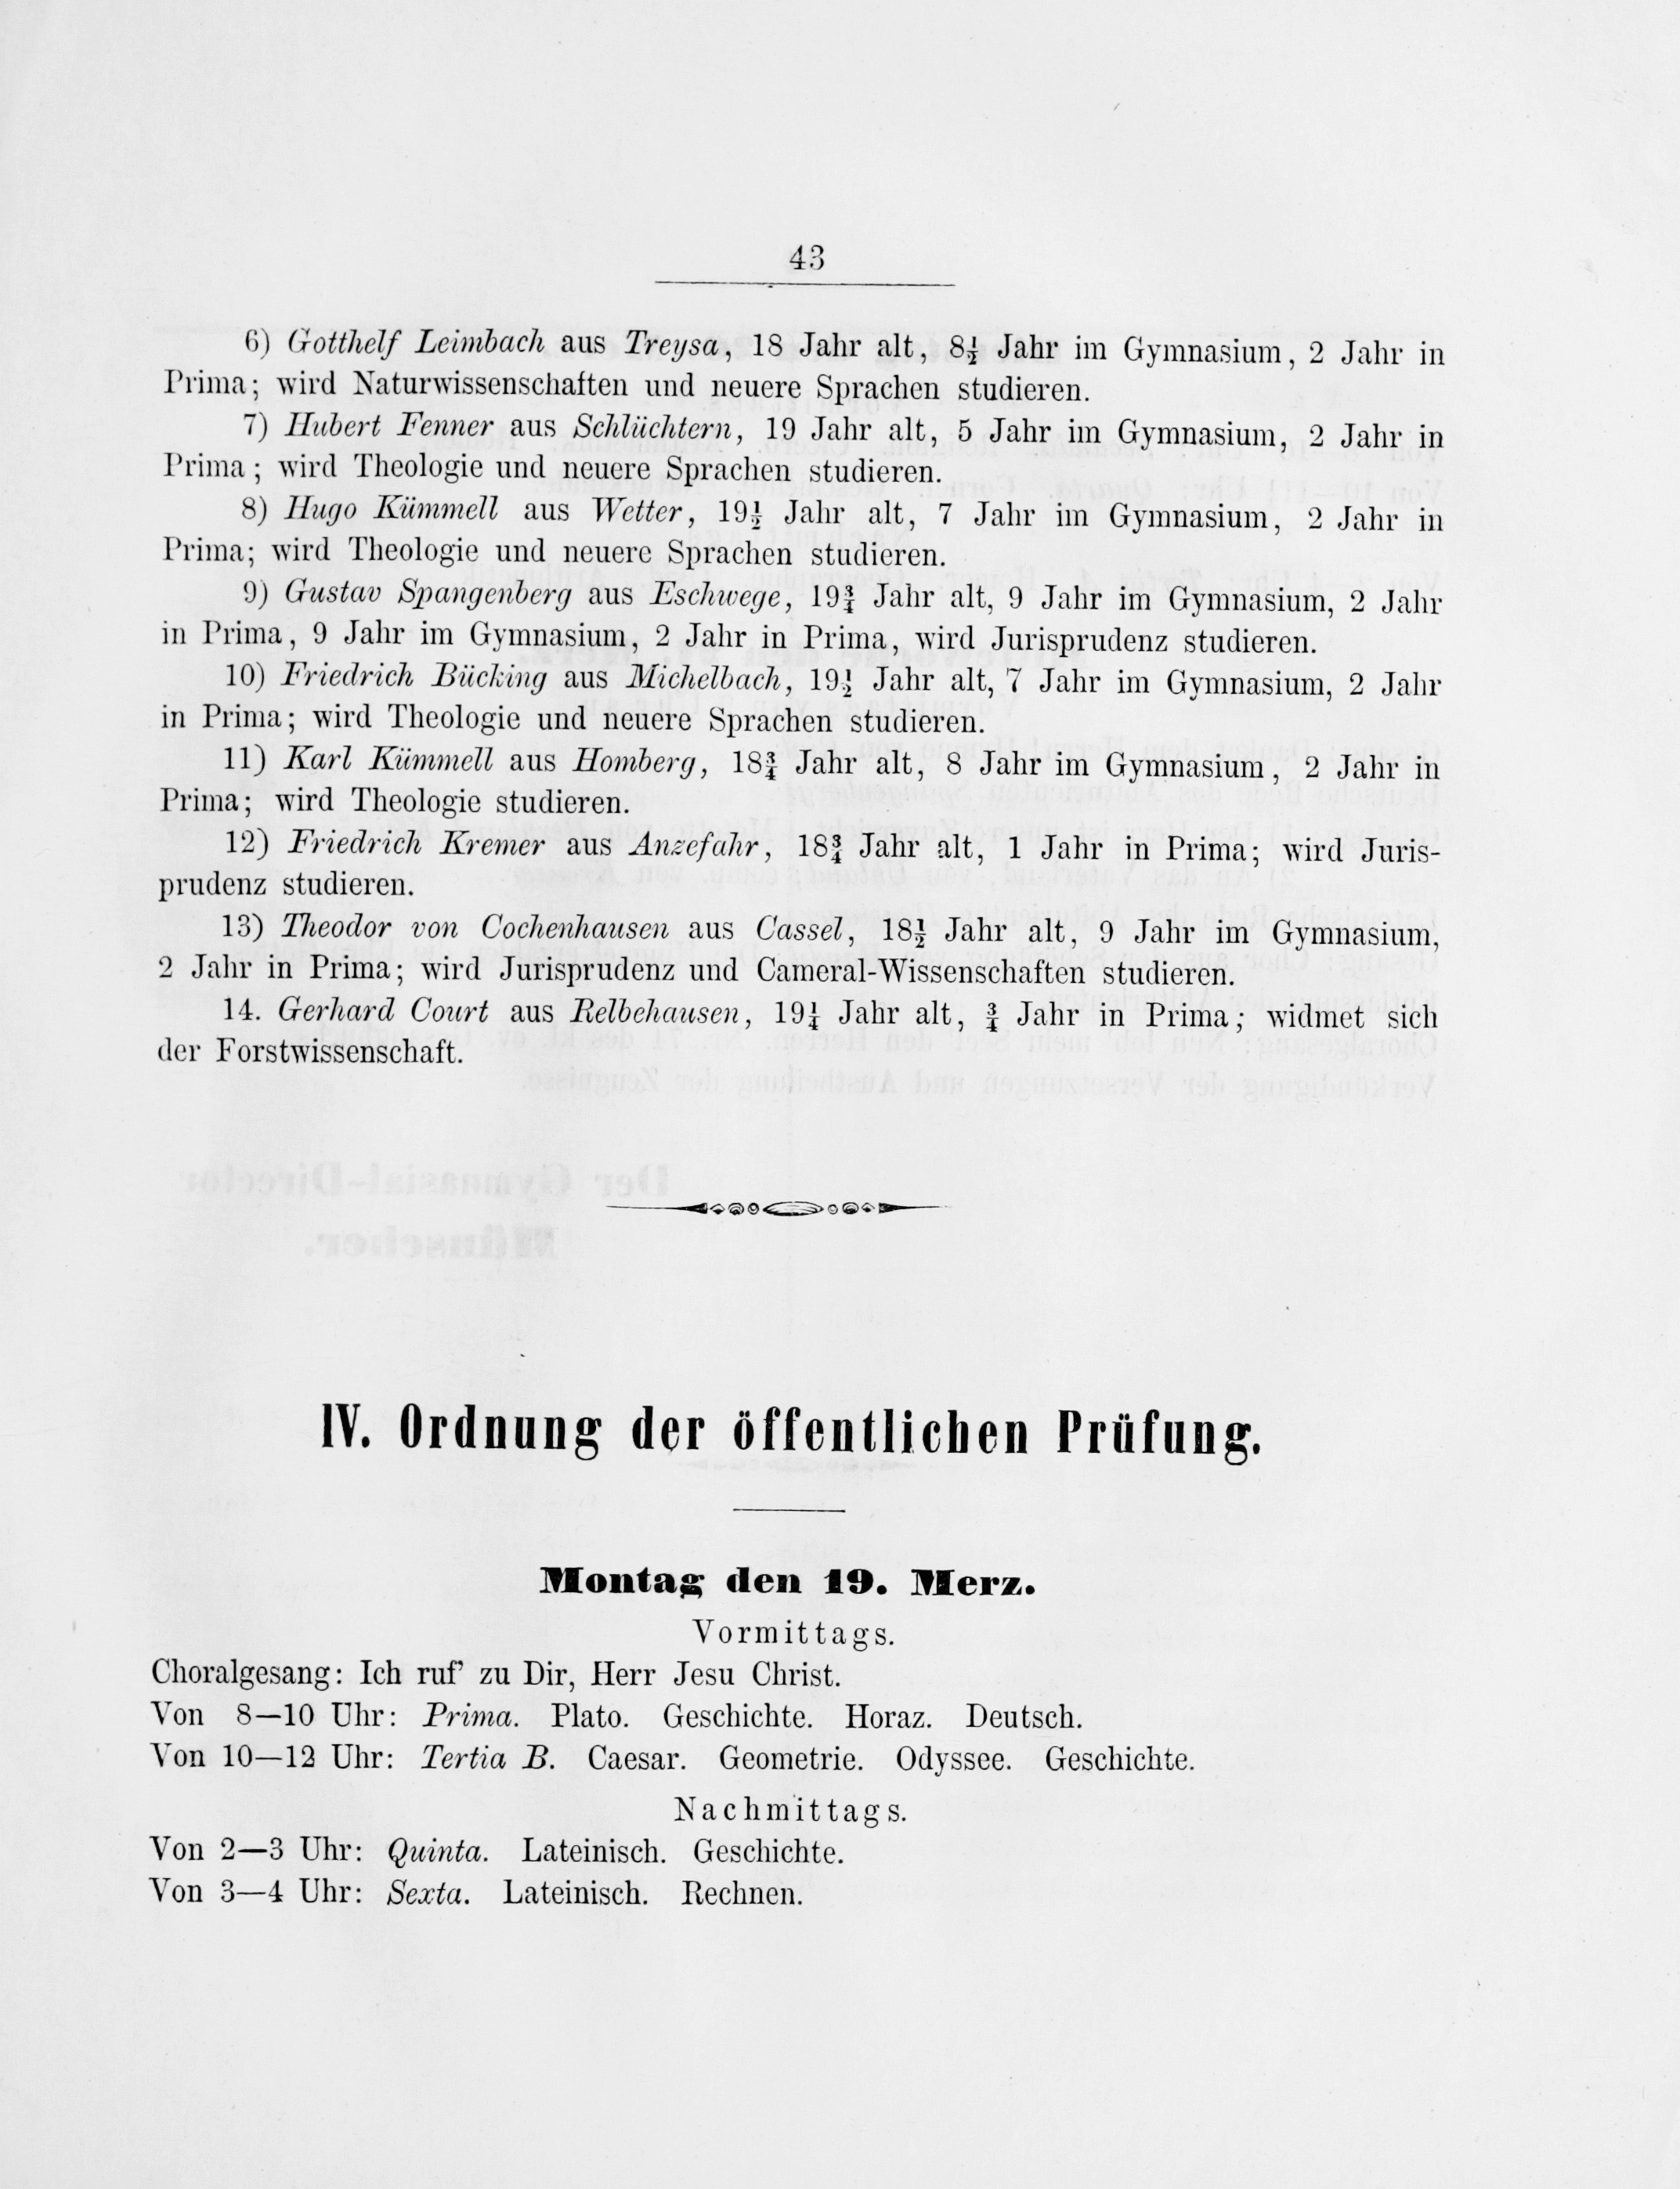 43
6) Gotthelf Leimbach aus Treysa, 18 Jahr alt, 8½ Jahr im Gymnasium, 2 Jahr in
Prima; wird Naturwissenschaften und neuere Sprachen studieren.
7) Hubert Fenner aus Schlüchtern, 19 Jahr alt, 5 Jahr im Gymnasium, 2 Jahr in
Prima; wird Theologie und neuere Sprachen studieren.
8) Hugo Kümmell aus Wetter, 19½ Jahr alt, 7 Jahr im Gymnasium, 2 Jahr in
Prima; wird Theologie und neuere Sprachen studieren.
9) Gustav Spangenberg aus Eschwege, 19¾ Jahr alt, 9 Jahr im Gymnasium, 2 Jahr
in Prima, 9 Jahr im Gymnasium, 2 Jahr in Prima, wird Jurisprudenz studieren.
10) Friedrich Bücking aus Michelbach, 19½ Jahr alt, 7 Jahr im Gymnasium, 2 Jahr
in Prima; wird Theologie und neuere Sprachen studieren.
11) Karl Kümmell aus Homberg, 18¾ Jahr alt, 8 Jahr im Gymnasium, 2 Jahr in
Prima; wird Theologie studieren.
12) Friedrich Kremer aus Anzefahr, 18¾ Jahr alt, 1 Jahr in Prima; wird Juris-
prudenz studieren.
13) Theodor von Cochenhausen aus Cassel, 18½ Jahr alt, 9 Jahr im Gymnasium,
2 Jahr in Prima; wird Jurisprudenz und Cameral-Wissenschaften studieren.
14. Gerhard Court aus Relbehausen, 19¼ Jahr alt, ¾ Jahr in Prima; widmet sich
der Forstwissenschaft.
IV. Ordnung der öffentlichen Prüfung.
Montag den 19. Merz.
Vormittags.
Choralgesang: Ich ruf’ zu Dir, Herr Jesu Christ.
Von 8—10 Uhr: Prima. Plato. Geschichte. Horaz. Deutsch.
Von 10—12 Uhr: Tertia B. Caesar. Geometrie. Odyssee. Geschichte.
Nachmittags.
Von 2—3 Uhr: Quinta. Lateinisch. Geschichte.
Von 3—4 Uhr: Sexta. Lateinisch. Rechnen.